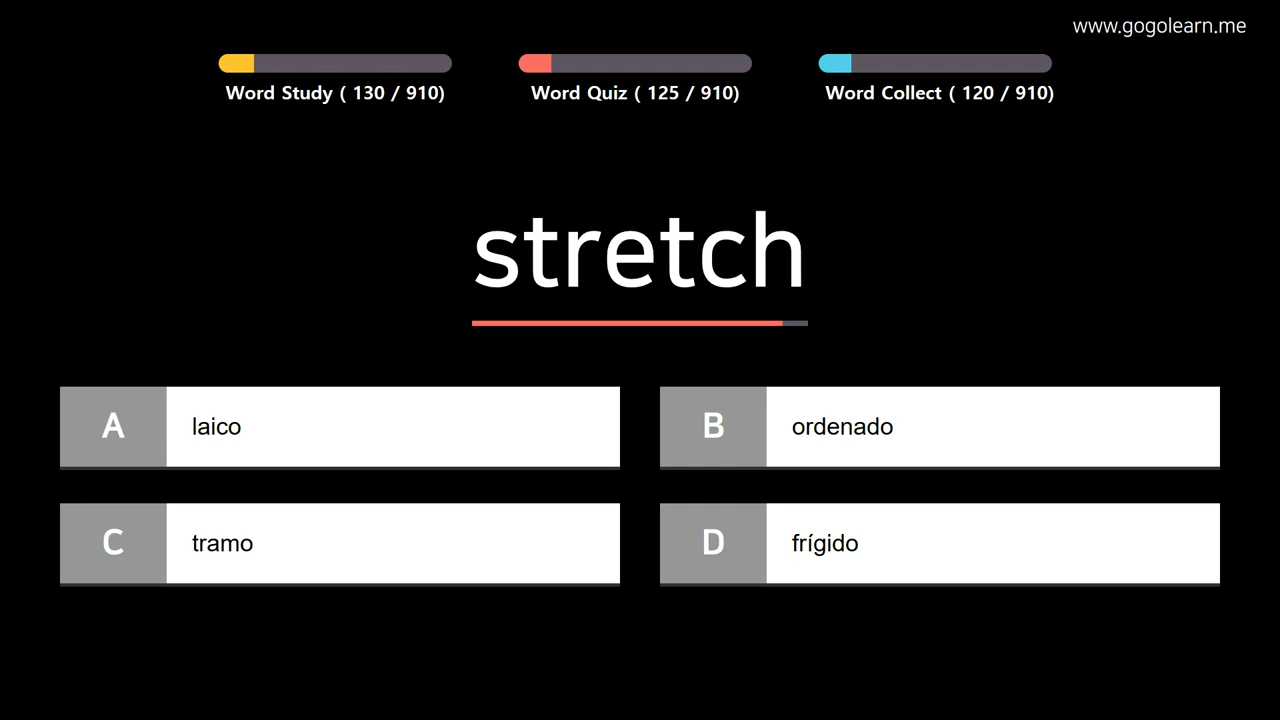 www.gogolearn.me
Word Study ( 130 / 910)
Word Quiz ( 125 / 910)
Word Collect ( 120 / 910)
stretch
A laico
B ordenado
C tramo
D frígido